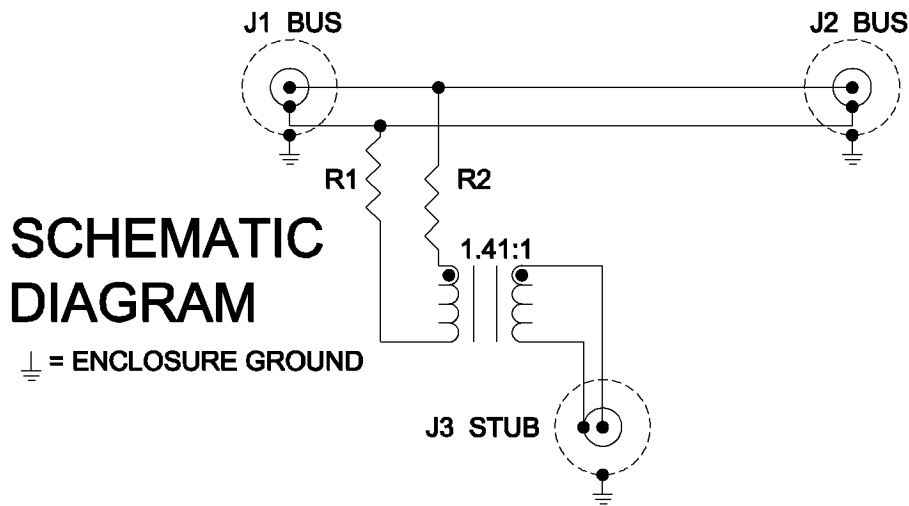 J1 BUS
J2 BUS
R1
R2
SCHEMATIC
DIAGRAM
1.41:1
= ENCLOSURE GROUND
J3 STUB